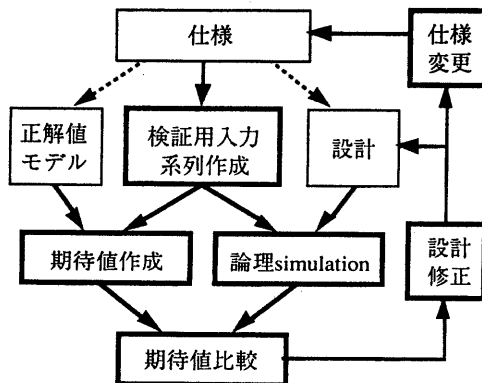 仕様
仕様
変更
正解値
モデル
検証用入力
系列作成
設計
期待値作成
論理simulation
設計
修正
期待値比較